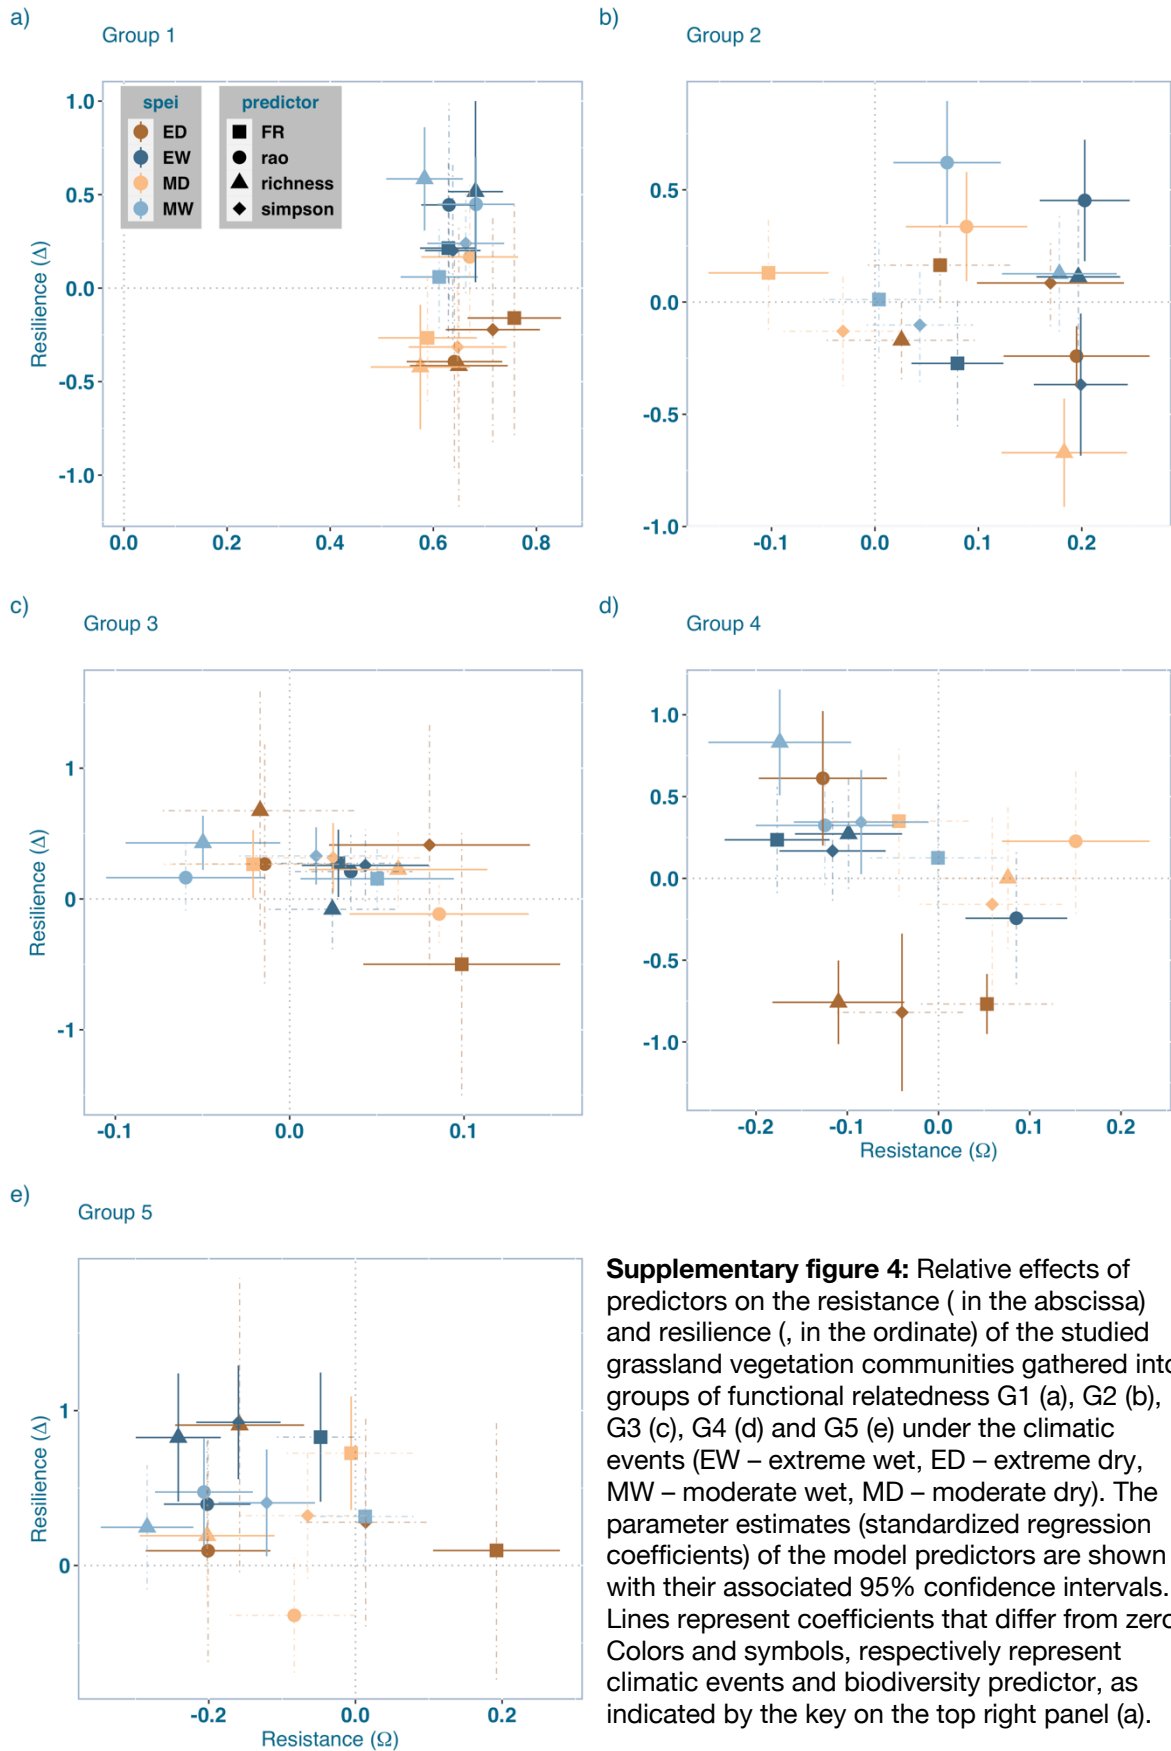 a)
Group 1
1.0
0.5
0.0
-0.5
-1.0
Resilience (Δ)
spei
ED
EW
MD
MW
predictor
FR
rao
richness
simpson
0.0
0.2
0.4
0.6
0.8
b)
Group 2
0.5
0.0
-0.5
-1.0
-0.1
0.0
0.1
0.2
c)
Group 3
1
0
-1
Resilience (Δ)
-0.1
0.0
0.1
d)
Group 4
1.0
0.5
0.0
-0.5
-1.0
-0.2
-0.1
0.0
0.1
0.2
Resistance (Ω)
e)
Group 5
1
0
Resilience (Δ)
-0.2
0.0
0.2
Resistance (Ω)
Supplementary figure 4: Relative effects of
predictors on the resistance ( in the abscissa)
and resilience (, in the ordinate) of the studied
grassland vegetation communities gathered into
groups of functional relatedness G1 (a), G2 (b),
G3 (c), G4 (d) and G5 (e) under the climatic
events (EW – extreme wet, ED – extreme dry,
MW – moderate wet, MD – moderate dry). The
parameter estimates (standardized regression
coefficients) of the model predictors are shown
with their associated 95% confidence intervals.
Lines represent coefficients that differ from zero
Colors and symbols, respectively represent
climatic events and biodiversity predictor, as
indicated by the key on the top right panel (a).